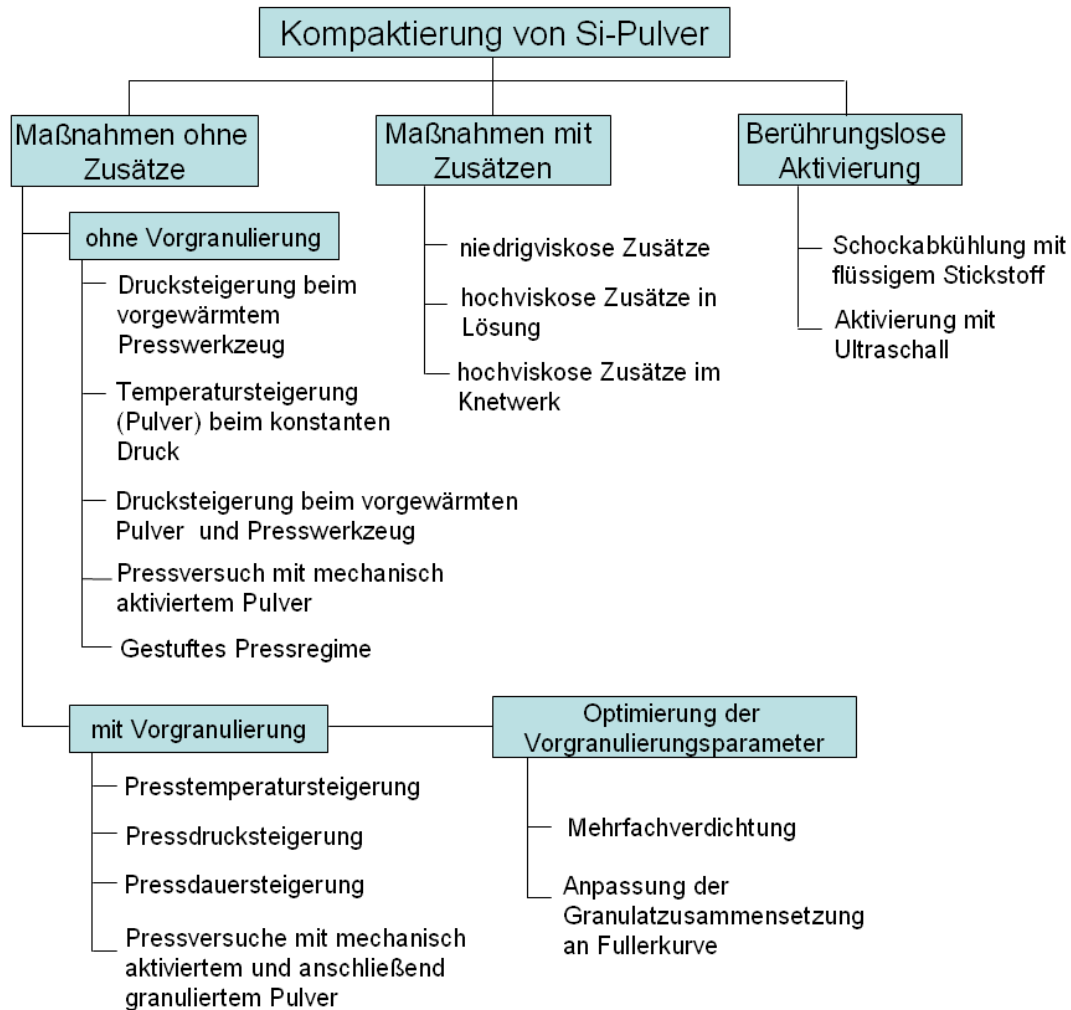 Kompaktierung von Si-Pulver
Maßnahmen ohne
Zusätze
Maßnahmen mit
Zusätzen
Berührungslose
Aktivierung
ohne Vorgranulierung
Drucksteigerung beim
vorgewärmtem
Presswerkzeug
Temperatursteigerung
(Pulver) beim konstanten
Druck
Drucksteigerung beim vorgewärmten
Pulver und Presswerkzeug
Pressversuch mit mechanisch
aktiviertem Pulver
Gestuftes Pressregime
niedrigviskose Zusätze
hochviskose Zusätze in
Lösung
hochviskose Zusätze im
Knetwerk
Schockabkühlung mit
flüssigem Stickstoff
Aktivierung mit
Ultraschall
mit Vorgranulierung
Presstemperatursteigerung
Pressdrucksteigerung
Pressdauersteigerung
Pressversuche mit mechanisch
aktiviertem und anschließend
granuliertem Pulver
Optimierung der
Vorgranulierungsparameter
Mehrfachverdichtung
Anpassung der
Granulatzusammensetzung
an Fullerkurve